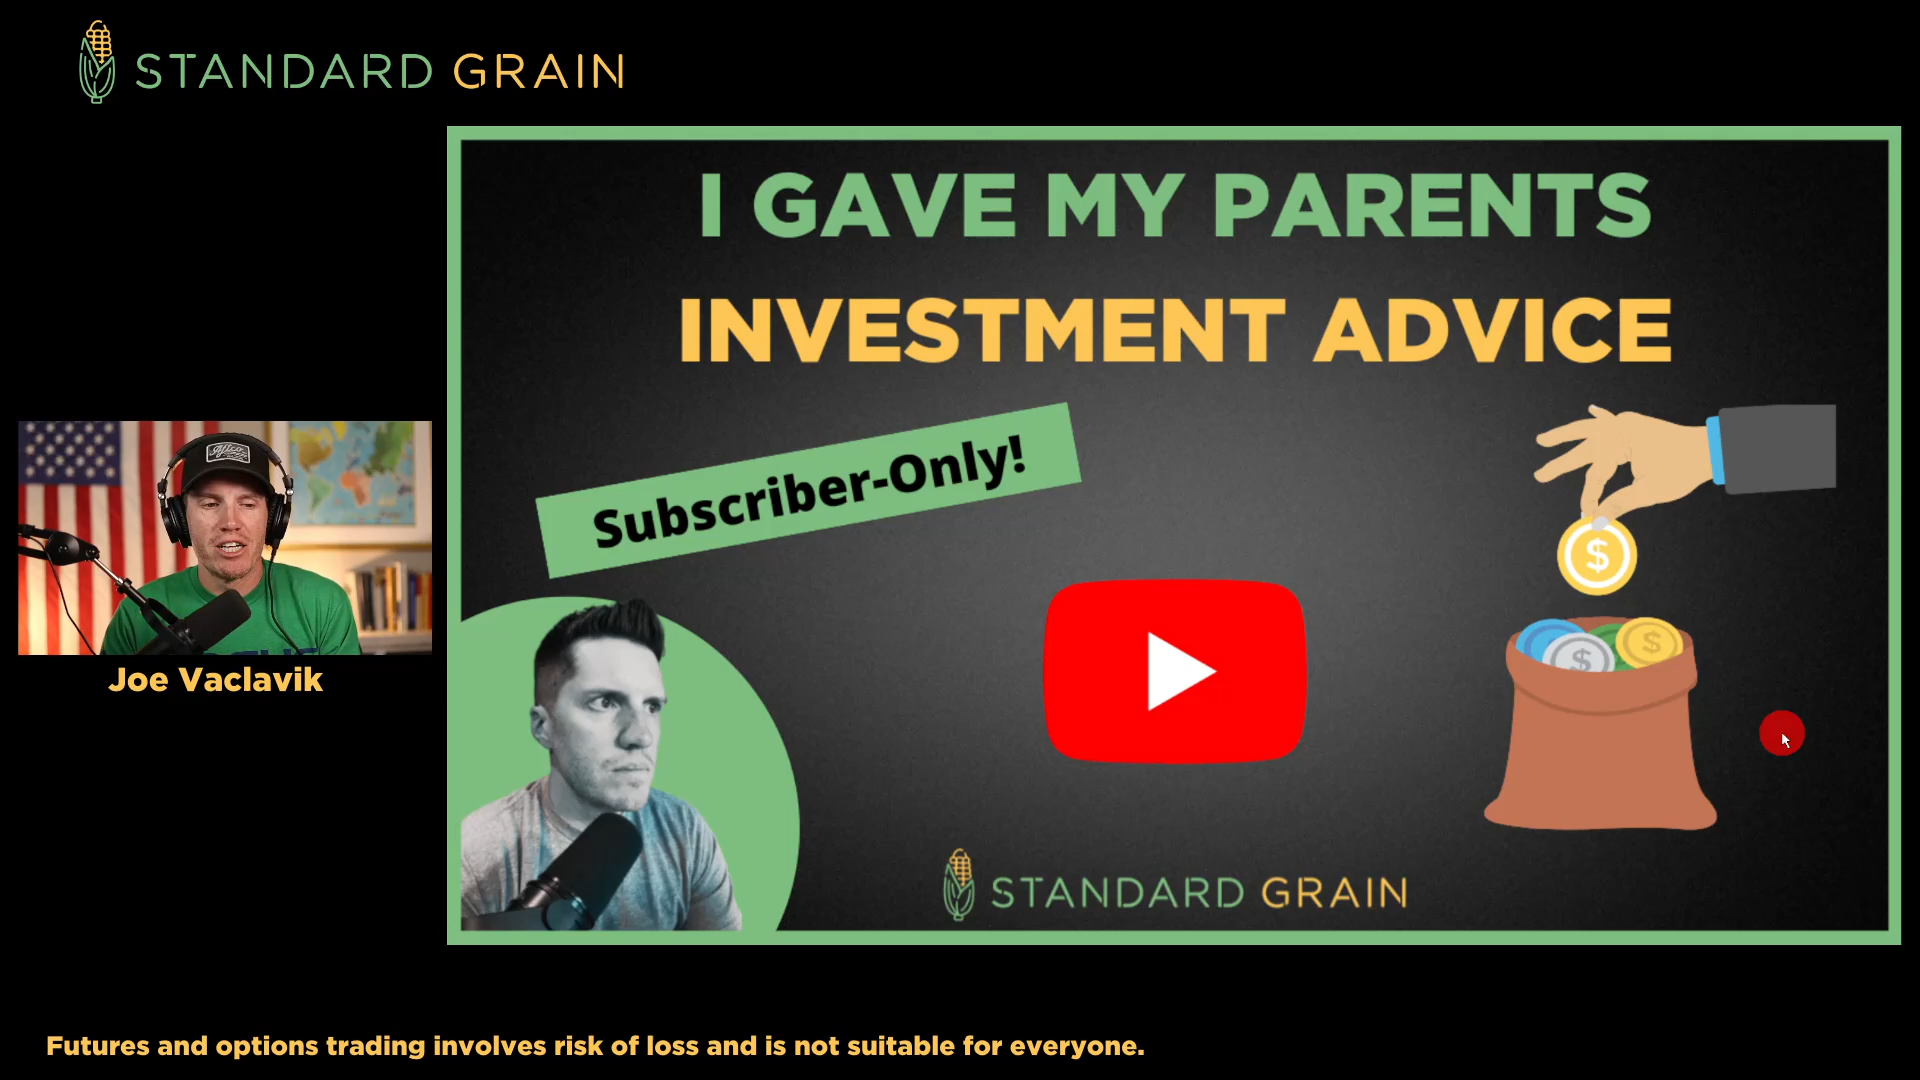 STANDARD GRAIN
I GAVE MY PARENTS
INVESTMENT ADVICE
Subscriber-Only!
$
$
$
Joe Vaclavik
STANDARD GRAIN
Futures and options trading involves risk of loss and is not suitable for everyone.